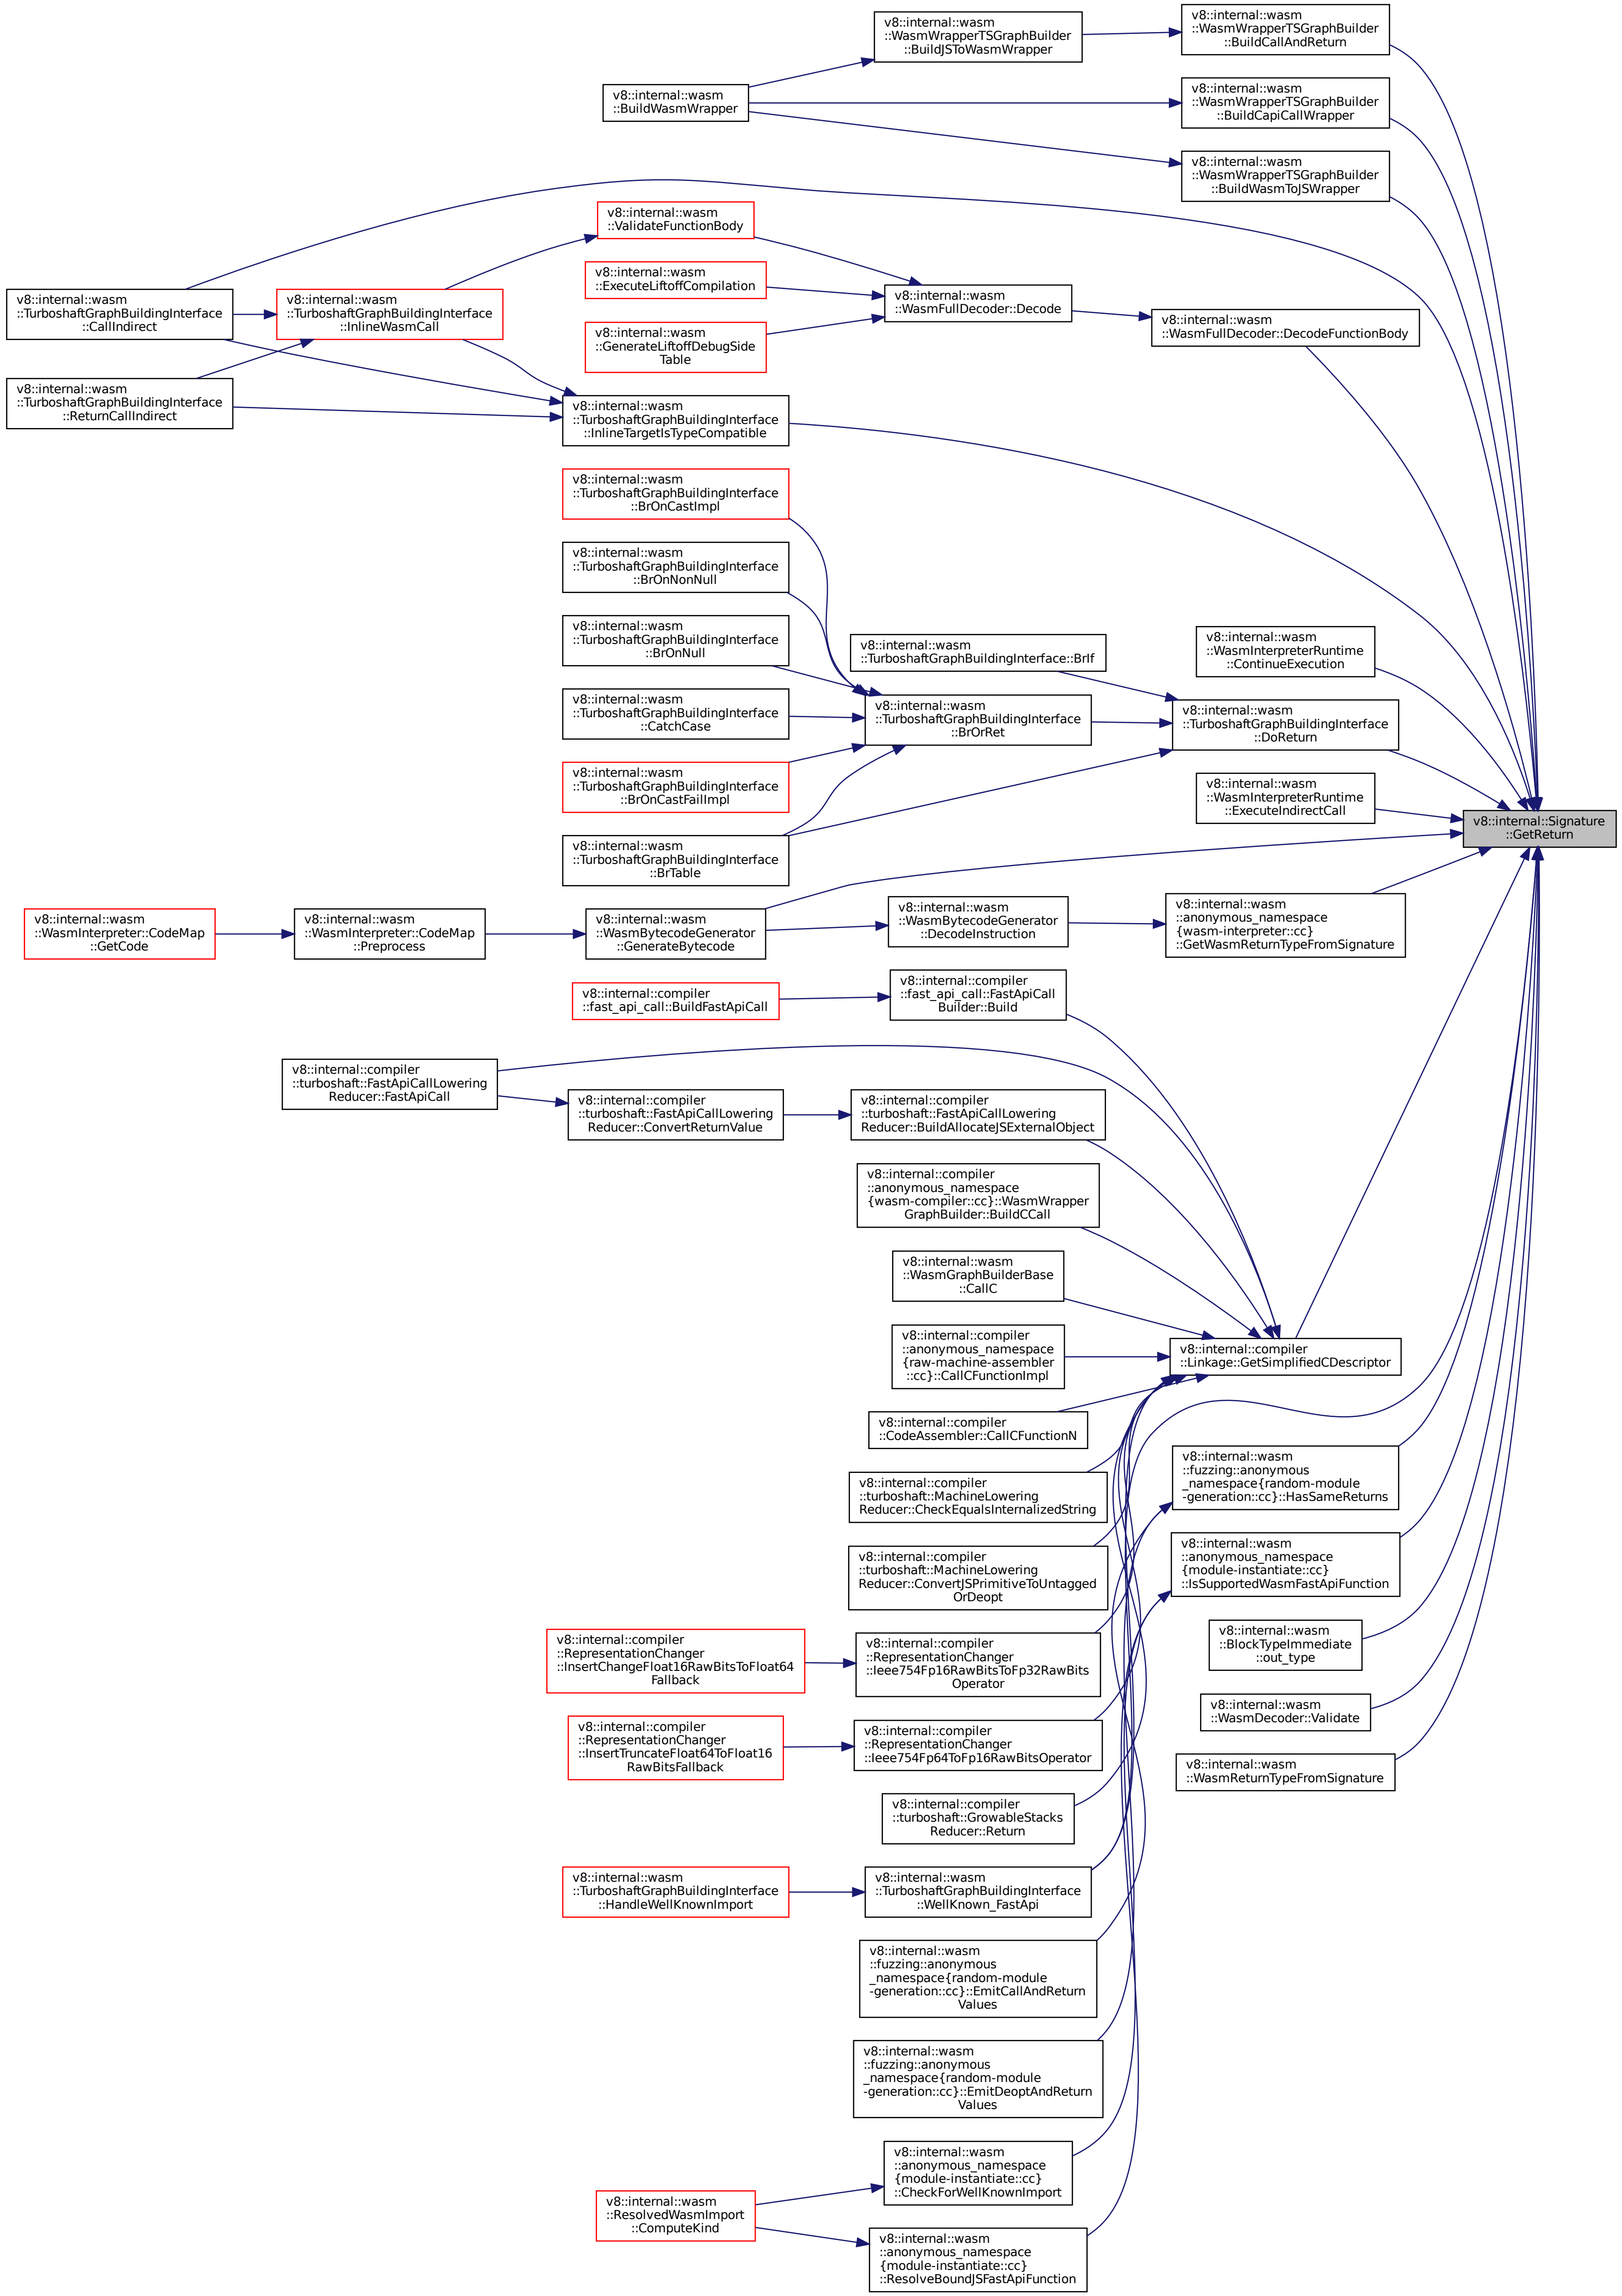 v8::internal::wasm
::WasmWrapperTSGraphBuilder
::BuildCallAndReturn
v8::internal::wasm
::WasmWrapperTSGraphBuilder
::BuildJSToWasmWrapper
v8::internal::wasm
::BuildWasmWrapper
v8::internal::wasm
::WasmWrapperTSGraphBuilder
::BuildCapiCallWrapper
v8::internal::wasm
::WasmWrapperTSGraphBuilder
::BuildWasmToJSWrapper
v8::internal::wasm
::ValidateFunctionBody
v8::internal::wasm
::ExecuteLiftoffCompilation
v8::internal::wasm
::GenerateLiftoffDebugSide
Table
v8::internal::wasm
::WasmFullDecoder::Decode
v8::internal::wasm
::WasmFullDecoder::DecodeFunctionBody
v8::internal::wasm
::TurboshaftGraphBuildingInterface
::CallIndirect
v8::internal::wasm
::TurboshaftGraphBuildingInterface
::InlineWasmCall
v8::internal::wasm
::TurboshaftGraphBuildingInterface
::ReturnCallIndirect
v8::internal::wasm
::TurboshaftGraphBuildingInterface
::InlineTargetIsTypeCompatible
v8::internal::wasm
::TurboshaftGraphBuildingInterface
::BrOnCastImpl
v8::internal::wasm
::TurboshaftGraphBuildingInterface
::BrOnNonNull
v8::internal::wasm
::TurboshaftGraphBuildingInterface
::BrOnNull
v8::internal::wasm
::TurboshaftGraphBuildingInterface::BrIf
v8::internal::wasm
::WasmInterpreterRuntime
::ContinueExecution
v8::internal::wasm
::TurboshaftGraphBuildingInterface
::CatchCase
v8::internal::wasm
::TurboshaftGraphBuildingInterface
::BrOrRet
v8::internal::wasm
::TurboshaftGraphBuildingInterface
::DoReturn
v8::internal::wasm
::TurboshaftGraphBuildingInterface
::BrOnCastFailImpl
v8::internal::wasm
::WasmInterpreterRuntime
::ExecuteIndirectCall
v8::internal::Signature
::GetReturn
v8::internal::wasm
::TurboshaftGraphBuildingInterface
::BrTable
v8::internal::wasm
::WasmInterpreter::CodeMap
::GetCode
v8::internal::wasm
::WasmInterpreter::CodeMap
::Preprocess
v8::internal::wasm
::WasmBytecodeGenerator
::GenerateBytecode
v8::internal::wasm
::WasmBytecodeGenerator
::DecodeInstruction
v8::internal::wasm
::anonymous_namespace
{wasm-interpreter::cc}
::GetWasmReturnTypeFromSignature
v8::internal::compiler
::fast_api_call::BuildFastApiCall
v8::internal::compiler
::fast_api_call::FastApiCall
Builder::Build
v8::internal::compiler
::turboshaft::FastApiCallLowering
Reducer::FastApiCall
v8::internal::compiler
::turboshaft::FastApiCallLowering
Reducer::ConvertReturnValue
v8::internal::compiler
::turboshaft::FastApiCallLowering
Reducer::BuildAllocateJSExternalObject
v8::internal::compiler
::anonymous_namespace
{wasm-compiler::cc}::WasmWrapper
GraphBuilder::BuildCCall
v8::internal::wasm
::WasmGraphBuilderBase
::CallC
v8::internal::compiler
::anonymous_namespace
{raw-machine-assembler
::cc}::CallCFunctionImpl
v8::internal::compiler
::Linkage::GetSimplifiedCDescriptor
v8::internal::compiler
::CodeAssembler::CallCFunctionN
v8::internal::compiler
::turboshaft::MachineLowering
Reducer::CheckEqualsInternalizedString
v8::internal::wasm
::fuzzing::anonymous
_namespace{random-module
-generation::cc}::HasSameReturns
v8::internal::compiler
::turboshaft::MachineLowering
Reducer::ConvertJSPrimitiveToUntagged
OrDeopt
v8::internal::wasm
::anonymous_namespace
{module-instantiate::cc}
::IsSupportedWasmFastApiFunction
v8::internal::compiler
::RepresentationChanger
::InsertChangeFloat16RawBitsToFloat64
Fallback
v8::internal::compiler
::RepresentationChanger
::Ieee754Fp16RawBitsToFp32RawBits
Operator
v8::internal::wasm
::BlockTypeImmediate
::out_type
v8::internal::compiler
::RepresentationChanger
::InsertTruncateFloat64ToFloat16
RawBitsFallback
v8::internal::compiler
::RepresentationChanger
::Ieee754Fp64ToFp16RawBitsOperator
v8::internal::wasm
::WasmDecoder::Validate
v8::internal::wasm
::WasmReturnTypeFromSignature
v8::internal::compiler
::turboshaft::GrowableStacks
Reducer::Return
v8::internal::wasm
::TurboshaftGraphBuildingInterface
::HandleWellKnownImport
v8::internal::wasm
::TurboshaftGraphBuildingInterface
::WellKnown_FastApi
v8::internal::wasm
::fuzzing::anonymous
_namespace{random-module
-generation::cc}::EmitCallAndReturn
Values
v8::internal::wasm
::fuzzing::anonymous
_namespace{random-module
-generation::cc}::EmitDeoptAndReturn
Values
v8::internal::wasm
::anonymous_namespace
{module-instantiate::cc}
::CheckForWellKnownImport
v8::internal::wasm
::ResolvedWasmImport
::ComputeKind
v8::internal::wasm
::anonymous_namespace
{module-instantiate::cc}
::ResolveBoundJSFastApiFunction